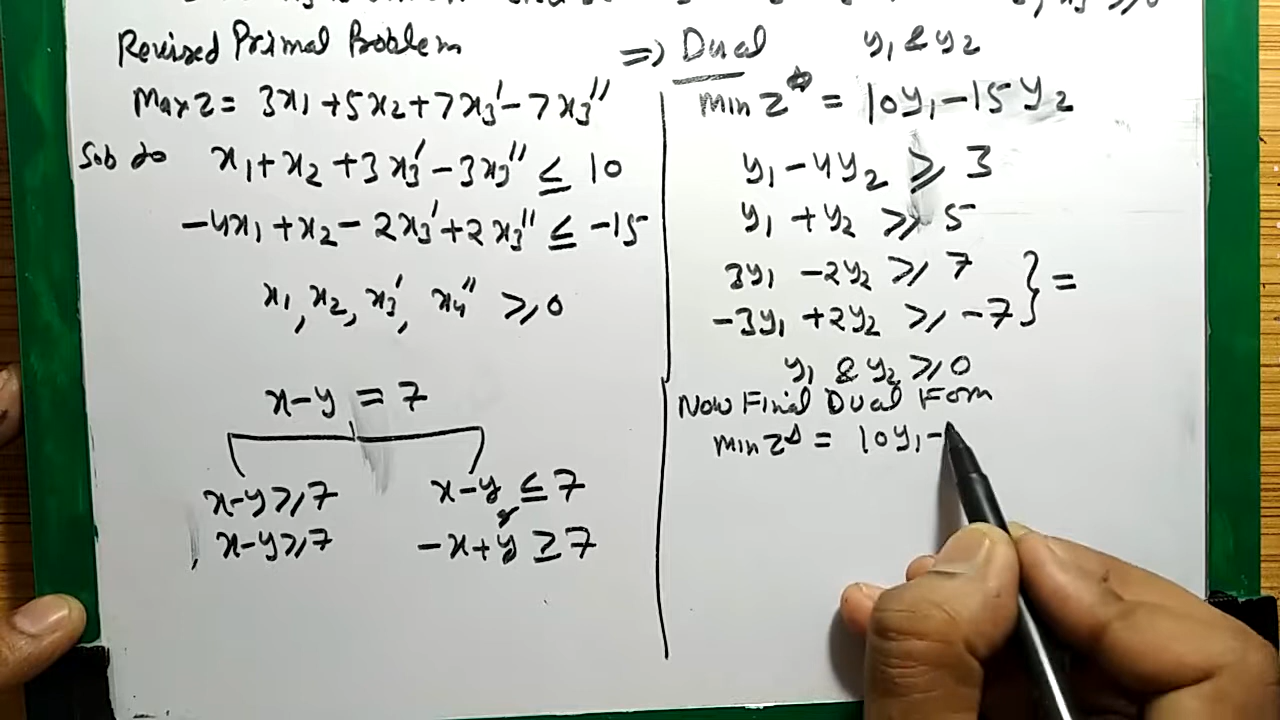 Revised Primal Problem
Max Z = 3x₁ + 5x₂ + 7x₃' - 7x₃''
Sub to x₁ + x₂ + 3x₃' - 3x₃'' ≤ 10
-4x₁ + x₂ - 2x₃' + 2x₃'' ≤ -15
x₁, x₂, x₃', x₄'' ≥ 0
x-y = 7
x-y ≥ 7 x-y ≤ 7
x-y ≥ 7 -x+y ≥ 7
⇒ Dual y₁ & y₂
min Z* = 10y₁ - 15y₂
y₁ - 4y₂ ≥ 3
y₁ + y₂ ≥ 5
3y₁ - 2y₂ ≥ 7
-3y₁ + 2y₂ ≥ -7 } =
y₁ & y₂ ≥ 0
Now Final Dual Form
min Z* = 10y₁ -